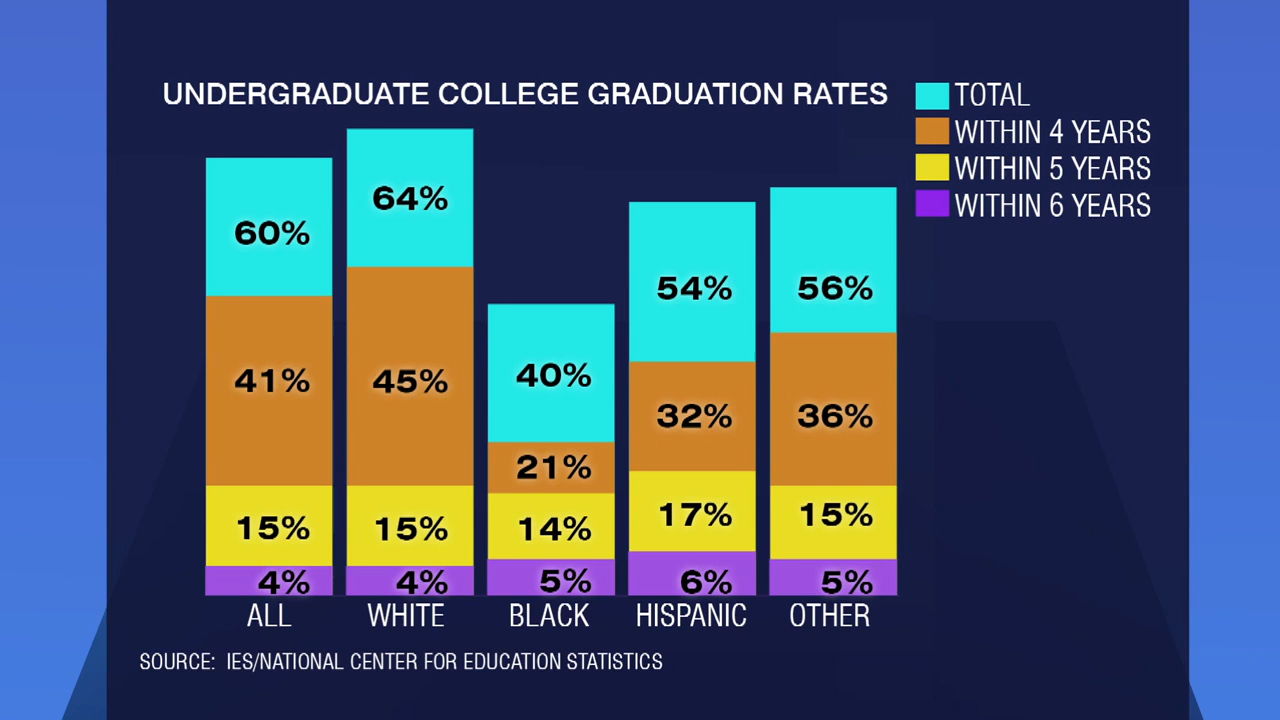 UNDERGRADUATE COLLEGE GRADUATION RATES
TOTAL
WITHIN 4 YEARS
WITHIN 5 YEARS
WITHIN 6 YEARS
60%
64%
40%
54%
56%
41%
45%
21%
32%
36%
15%
15%
14%
17%
15%
4%
4%
5%
6%
5%
ALL
WHITE
BLACK
HISPANIC
OTHER
SOURCE: IES/NATIONAL CENTER FOR EDUCATION STATISTICS